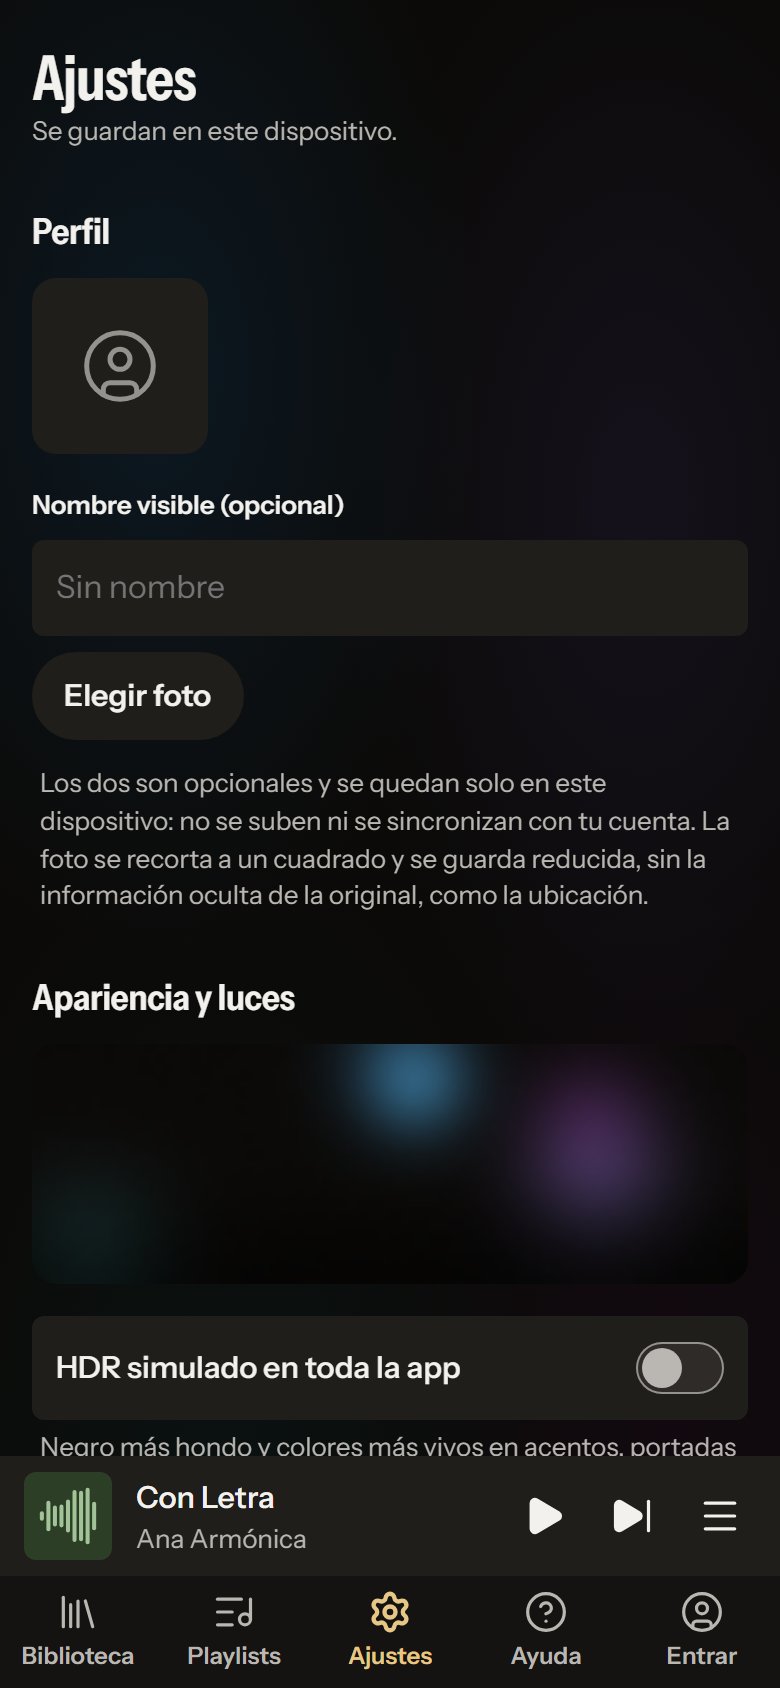 Ajustes
Se guardan en este dispositivo.
Perfil
Nombre visible (opcional)
Sin nombre
Elegir foto
Los dos son opcionales y se quedan solo en este
dispositivo: no se suben ni se sincronizan con tu cuenta. La
foto se recorta a un cuadrado y se guarda reducida, sin la
información oculta de la original, como la ubicación.
Apariencia y luces
HDR simulado en toda la app
Negro más hondo y colores más vivos en acentos, portadas
Con Letra
Ana Armónica
Biblioteca
Playlists
Ajustes
Ayuda
Entrar